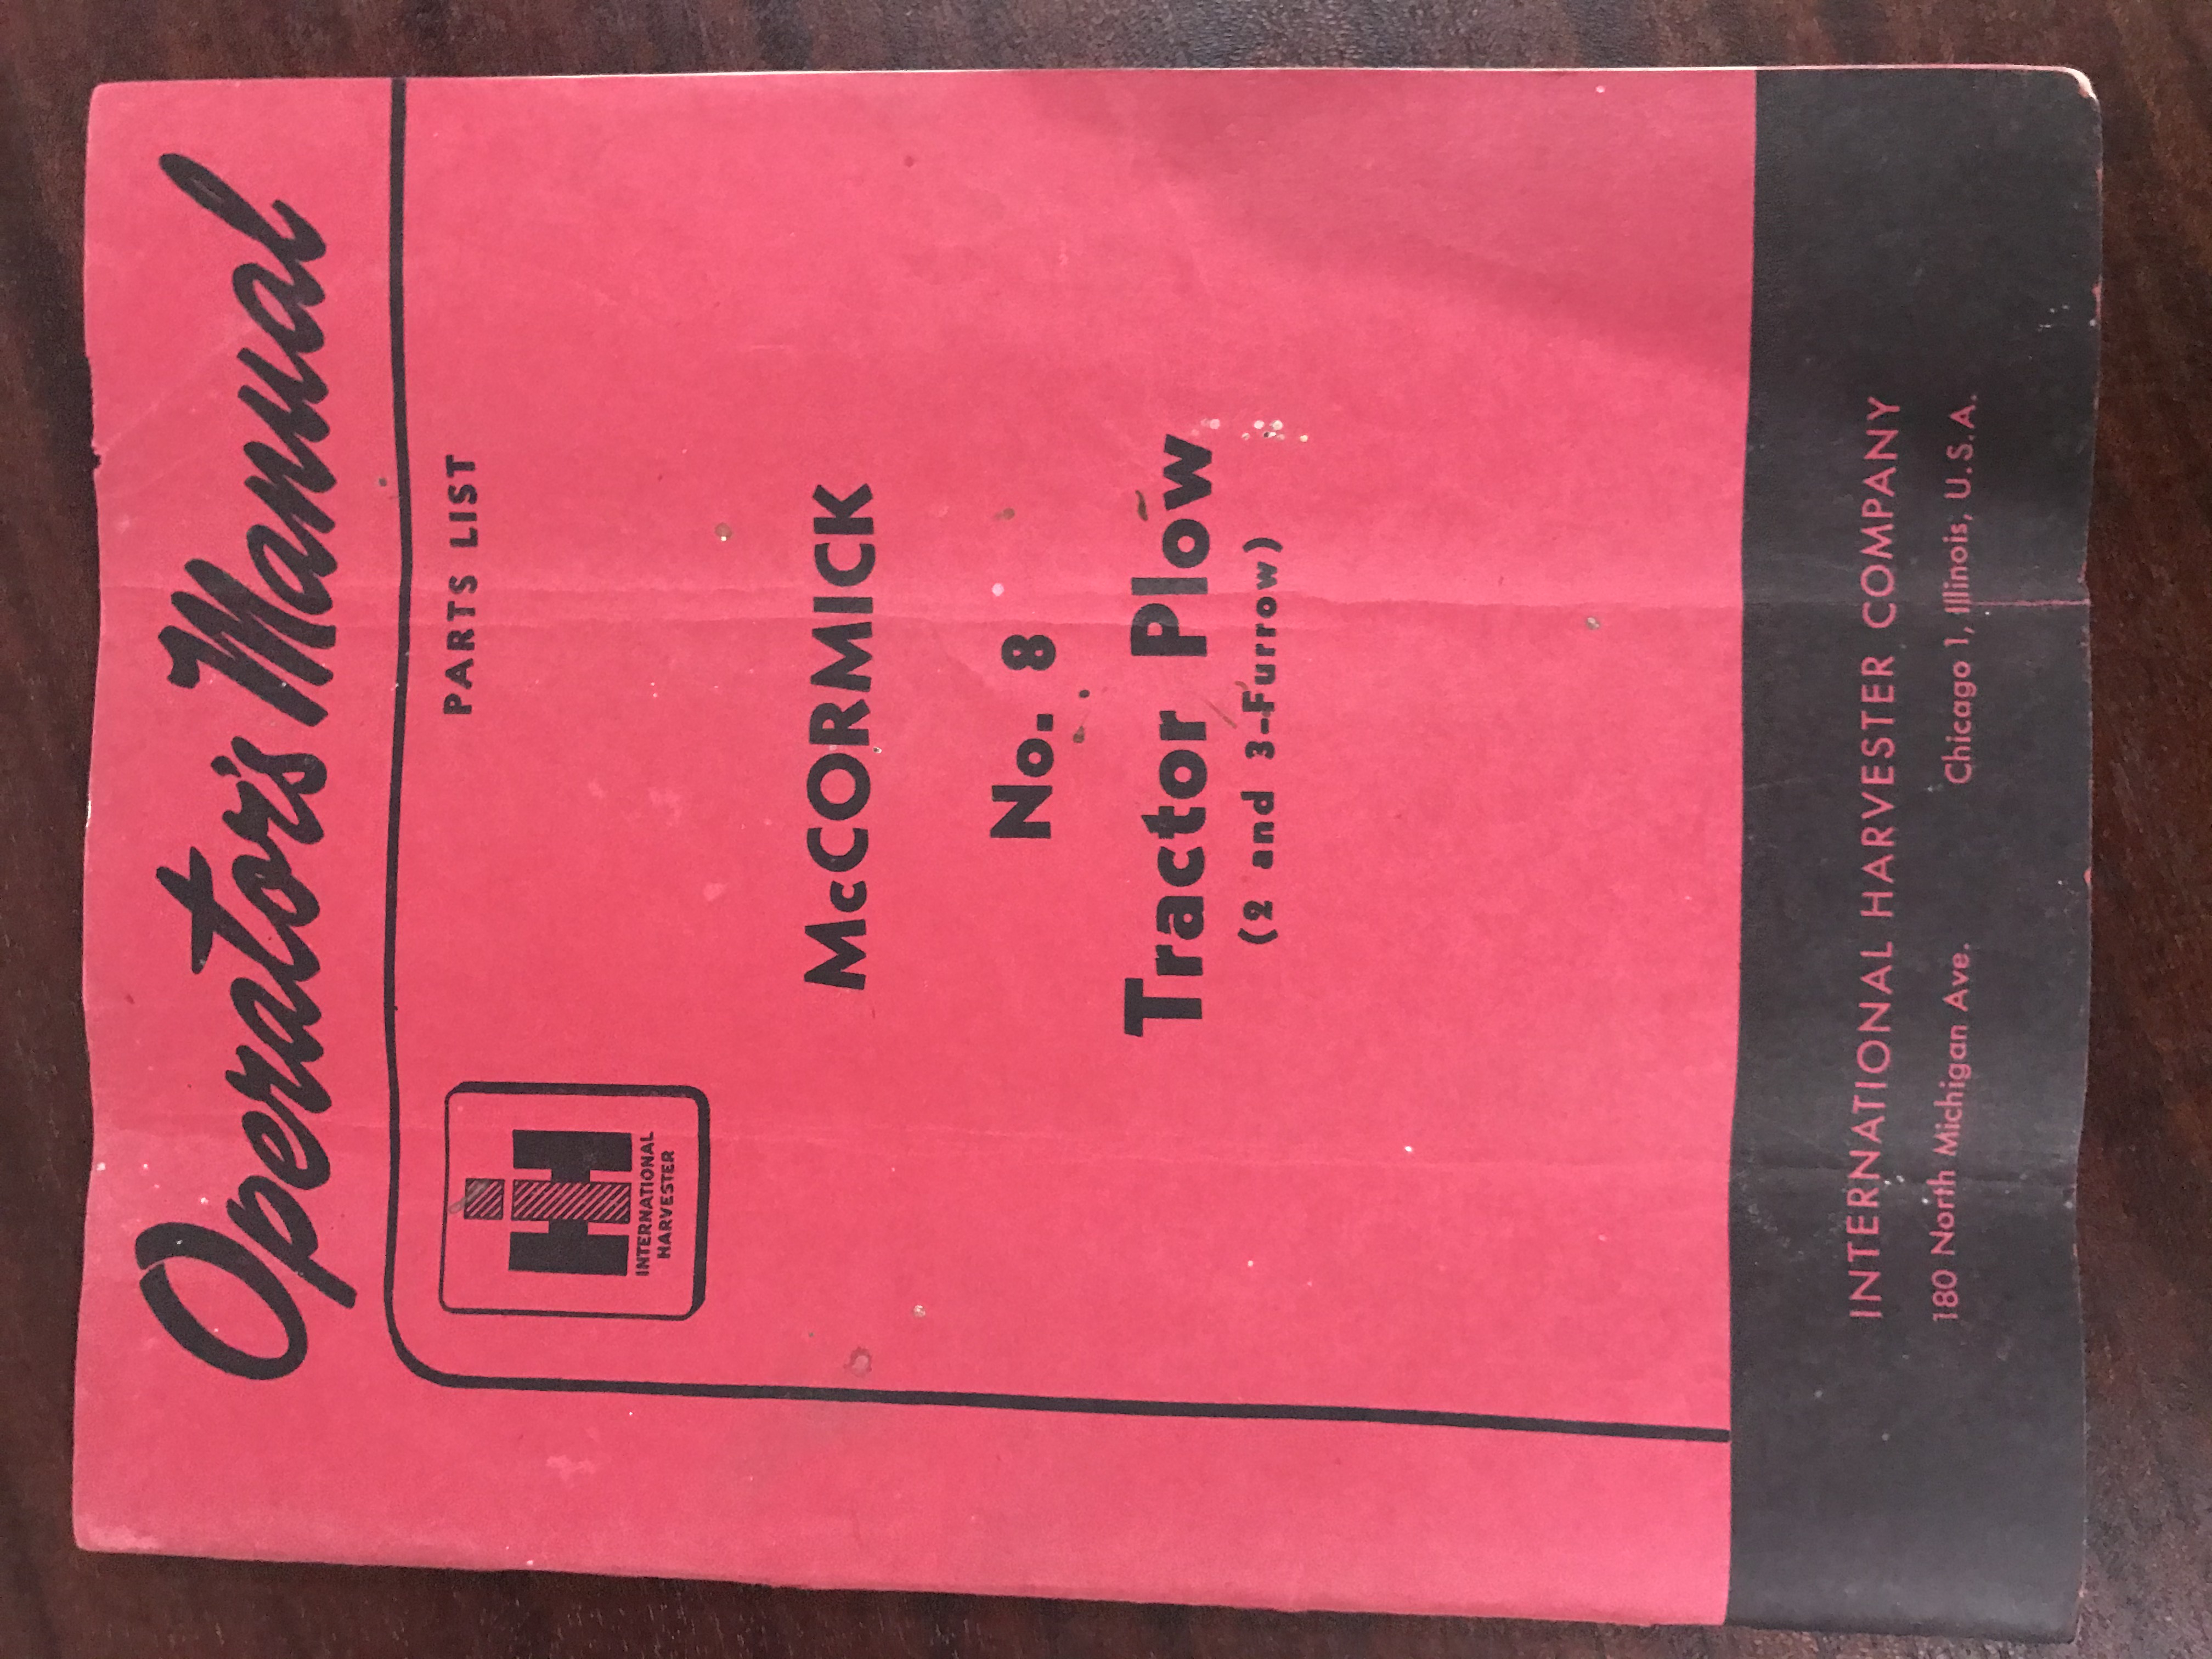 Operator's Manual
PARTS LIST
IH
INTERNATIONAL
HARVESTER
McCORMICK
No. 8
Tractor Plow
(2 and 3-Furrow)
INTERNATIONAL HARVESTER COMPANY
180 North Michigan Ave. Chicago 1, Illinois, U.S.A.